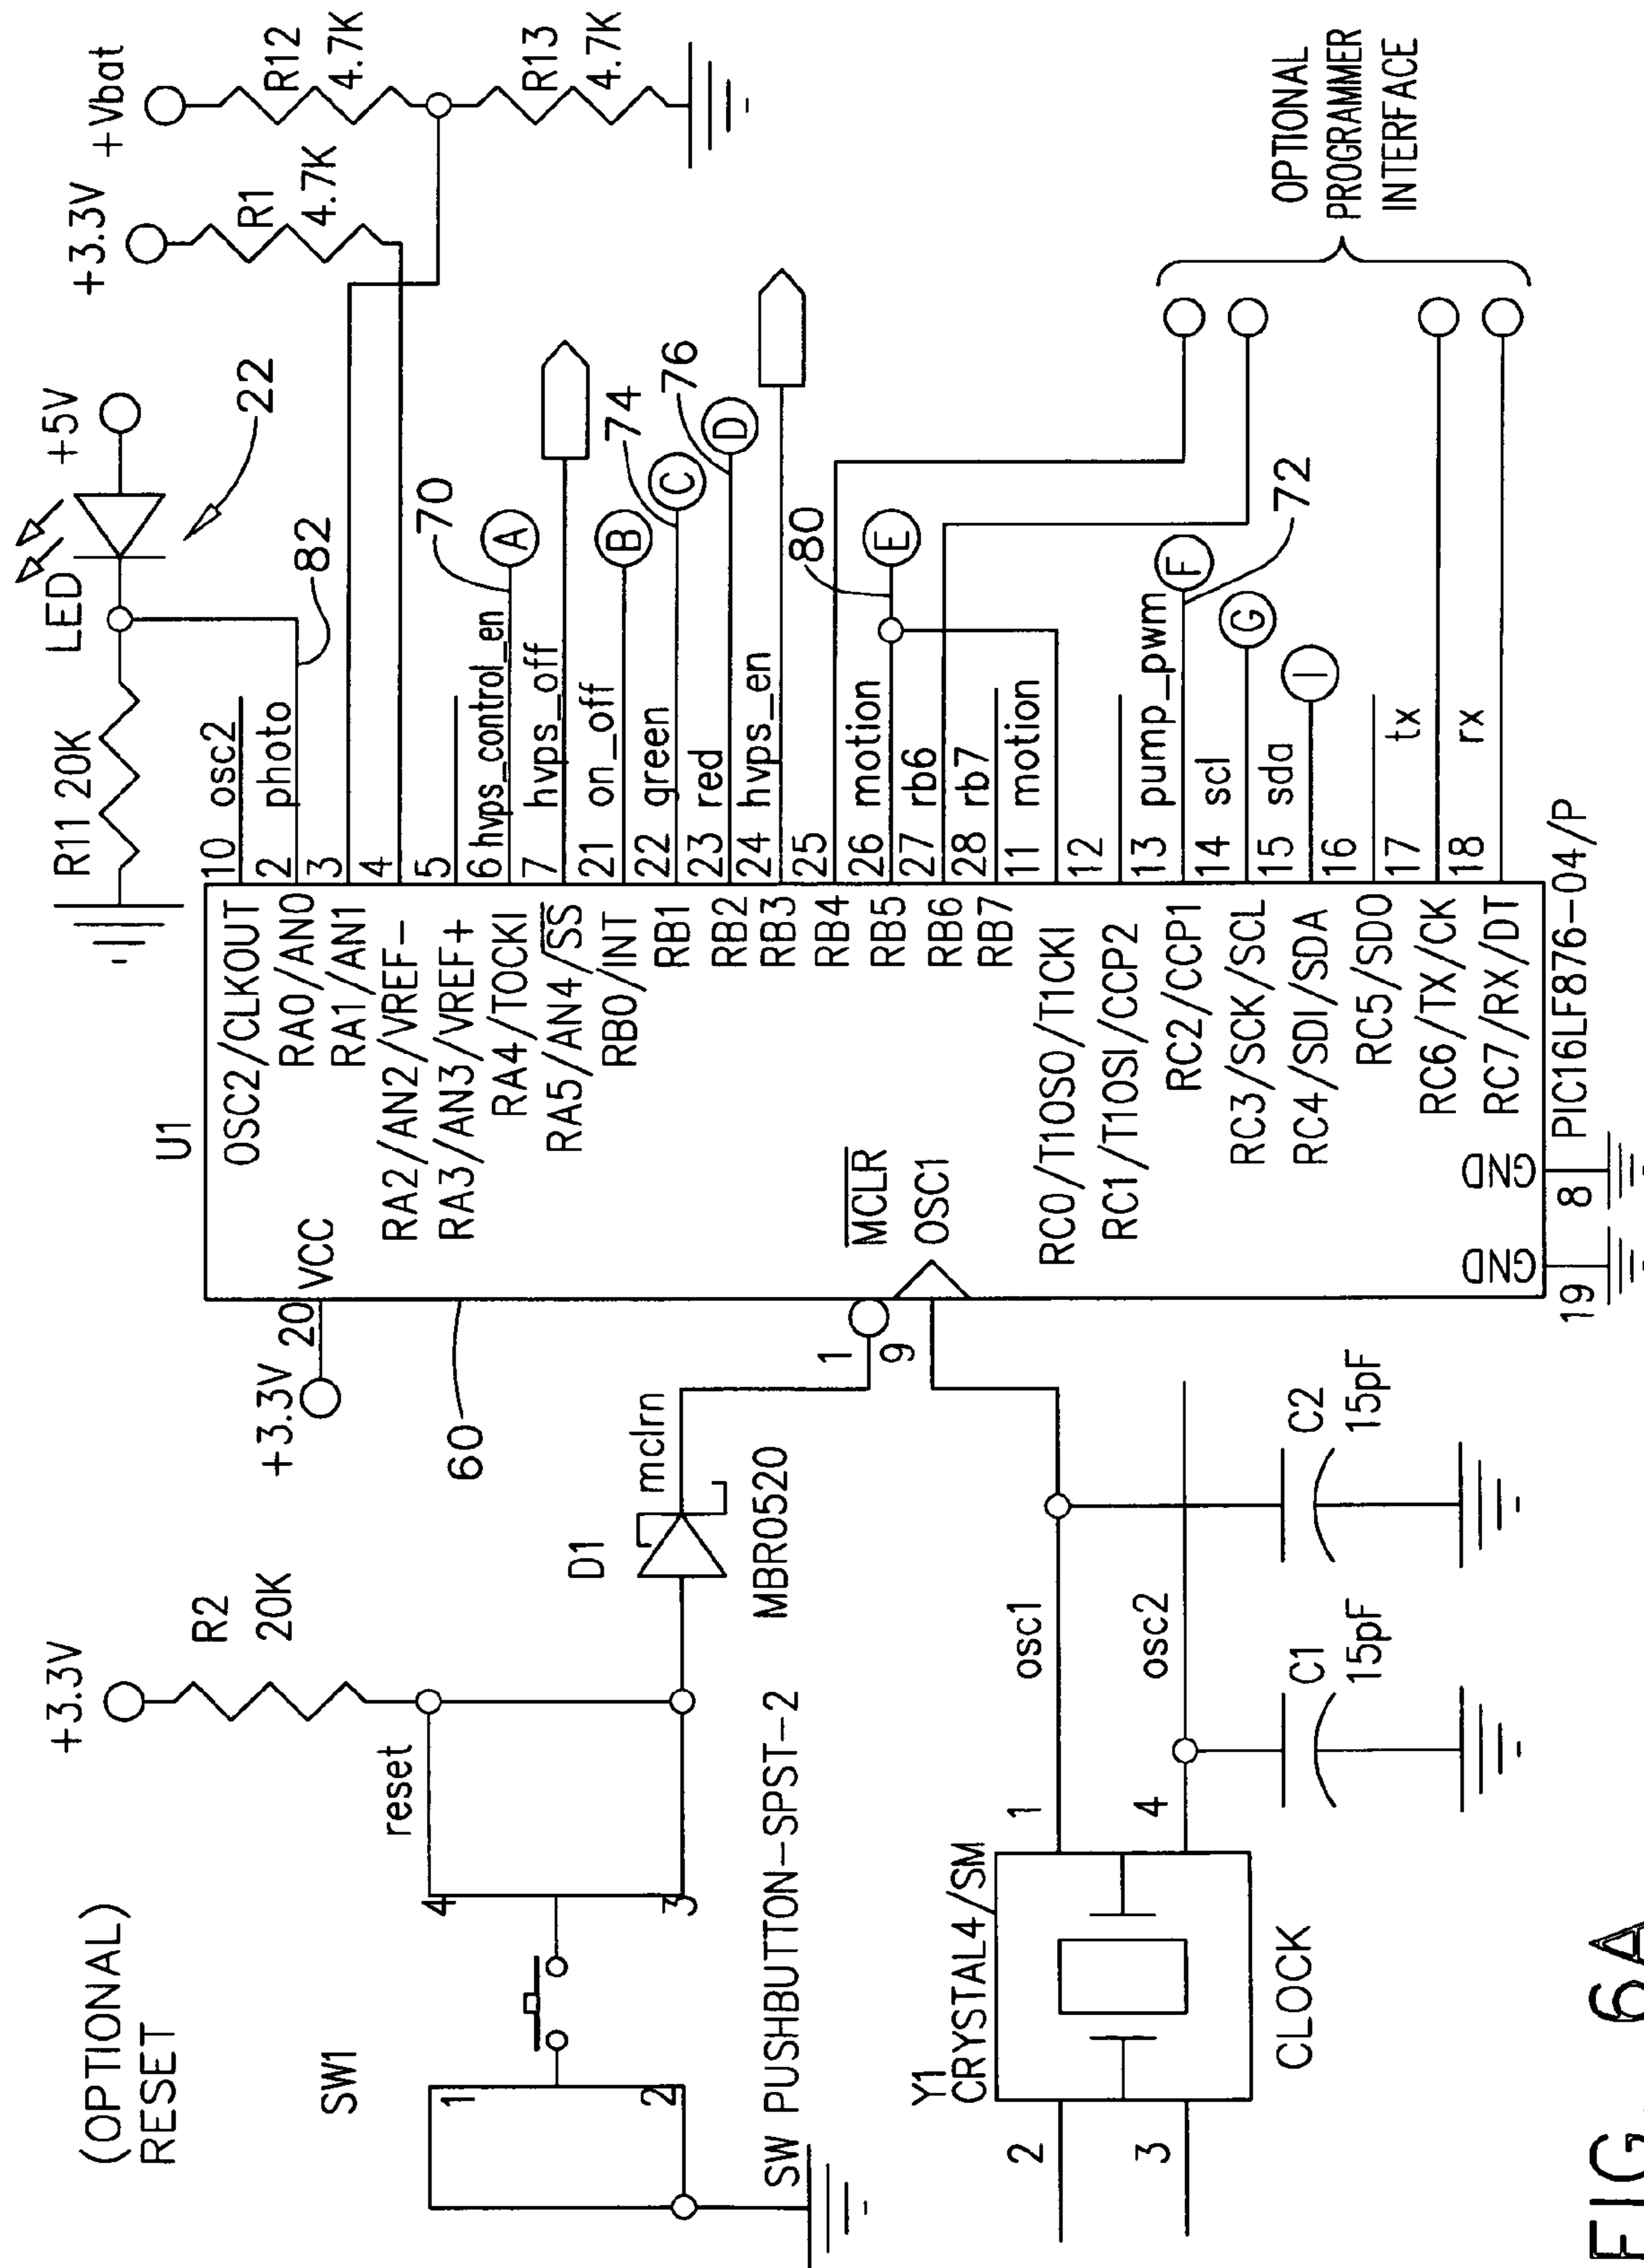 (OPTIONAL)
RESET
+3.3V
R2
20K
reset
SW1
1
2
4
3
SW PUSHBUTTON-SPST-2
D1
mclrn
MBR0520
1
9
+3.3V
20
VCC
60
U1
MCLR
OSC1
OSC2/CLKOUT
RA0/AN0
RA1/AN1
RA2/AN2/VREF-
RA3/AN3/VREF+
RA4/TOCKI
RA5/AN4/SS
RB0/INT
RB1
RB2
RB3
RB4
RB5
RB6
RB7
RC0/T1OSO/T1CKI
RC1/T1OSI/CCP2
RC2/CCP1
RC3/SCK/SCL
RC4/SDI/SDA
RC5/SDO
RC6/TX/CK
RC7/RX/DT
GND
GND
19
8
PIC16LF876-04/P
R11 20K
LED
+5V
22
82
+3.3V
R1
4.7K
+Vbat
R12
4.7K
R13
4.7K
10 osc2
2 photo
3
4
5
6 hvps_control_en
7 hvps_off
21 on_off
22 green
23 red
24 hvps_en
25
26 motion
27 rb6
28 rb7
11 motion
12
13 pump_pwm
14 scl
15 sda
16
17 tx
18 rx
70
A
B
C
74
D
76
80
E
F
72
G
I
OPTIONAL
PROGRAMMER
INTERFACE
Y1
CRYSTAL4/SM
2
3
1
4
osc1
osc2
CLOCK
C1
15pF
C2
15pF
FIG. 6A